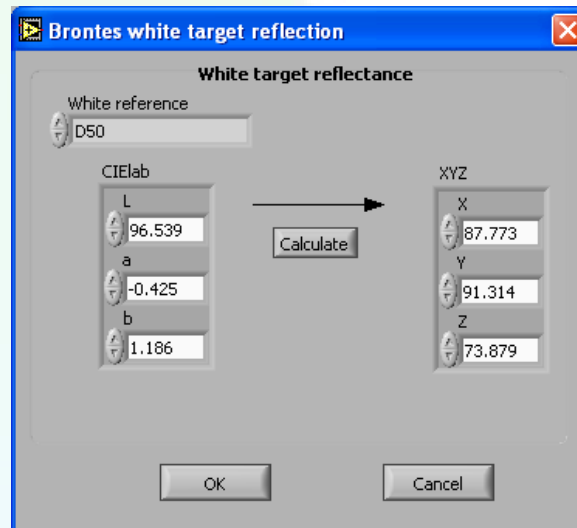 Brontes white target reflection
White target reflectance
White reference
D50
CIElab
L
96.539
a
-0.425
b
1.186
Calculate
XYZ
X
87.773
Y
91.314
Z
73.879
OK
Cancel